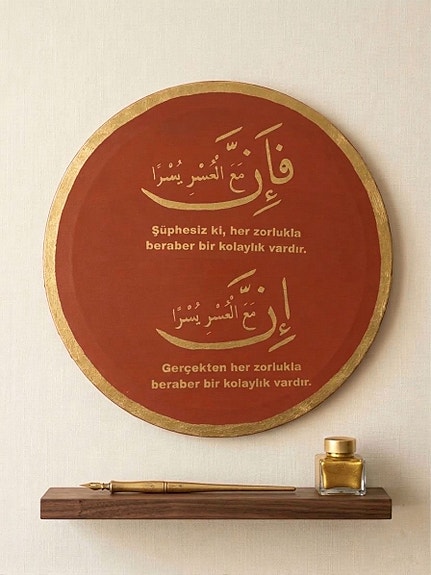 فَإِنَّ مَعَ الْعُسْرِ يُسْرًا
Şüphesiz ki, her zorlukla
beraber bir kolaylık vardır.
إِنَّ مَعَ الْعُسْرِ يُسْرًا
Gerçekten her zorlukla
beraber bir kolaylık vardır.